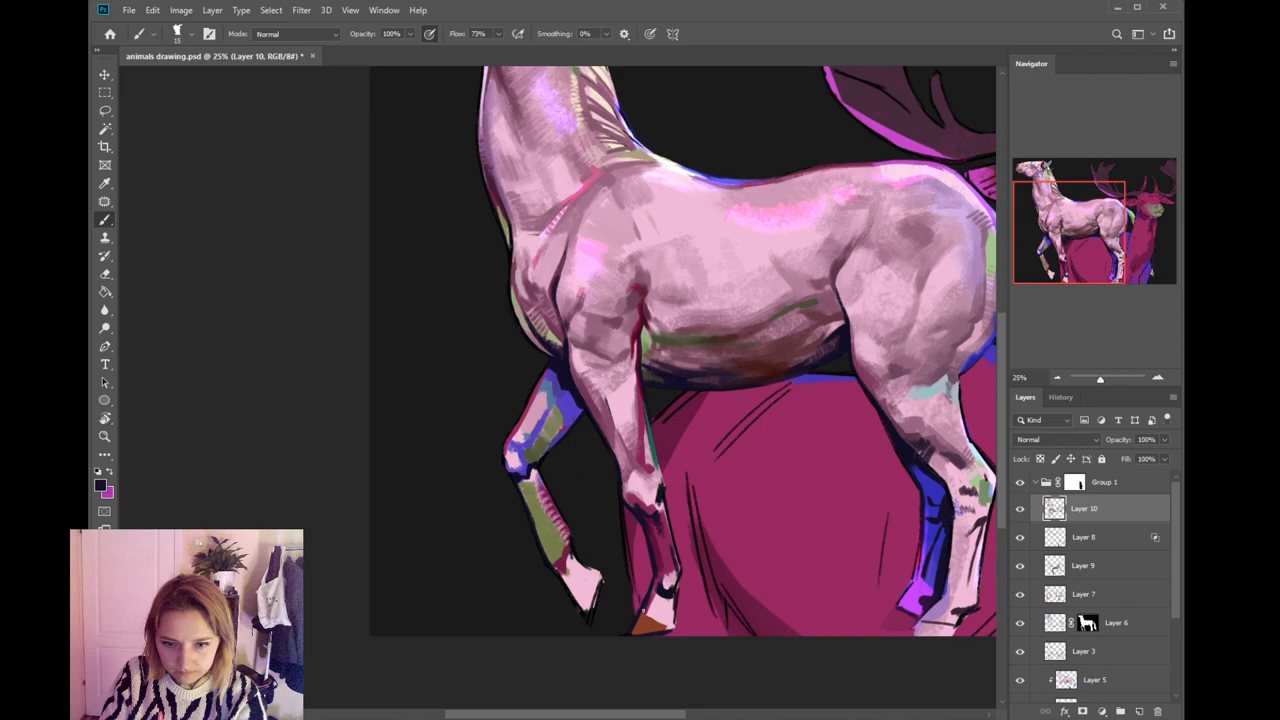 Ps File Edit Image Layer Type Select Filter 3D View Window Help
15 Mode: Normal Opacity: 100% Flow: 73% Smoothing: 0%
animals drawing.psd @ 25% (Layer 10, RGB/8#) *
Navigator
25%
Layers History
Kind
Normal Opacity: 100%
Lock: Fill: 100%
Group 1
Layer 10
Layer 8
Layer 9
Layer 7
Layer 6
Layer 3
Layer 5